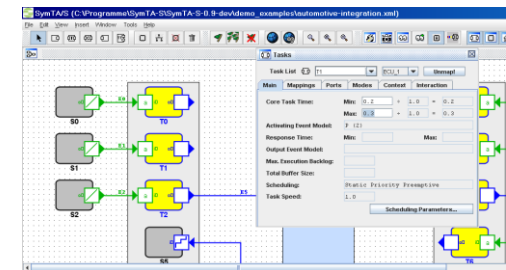 SymTA/S (C:\Programme\SymTA-S\SymTA-S-0.9-dev\demo_examples\automotive-integration.xml)
File Edit View Insert Window Tools Help
Tasks
Task List T1 ECU_1 Unmap!
Main Mappings Ports Modes Context Interaction
Core Task Time: Min: 0.2 * 1.0 = 0.2
Max: 0.3 * 1.0 = 0.3
Activating Event Model:
Response Time: Min: Max:
Output Event Model:
Max. Execution Backlog:
Total Buffer Size:
Scheduling: Static Priority Preemptive
Task Speed: 1.0
Scheduling Parameters...
X0
S0 T0
X1
S1 T1
X2 X5
S2 T2
S5 T6